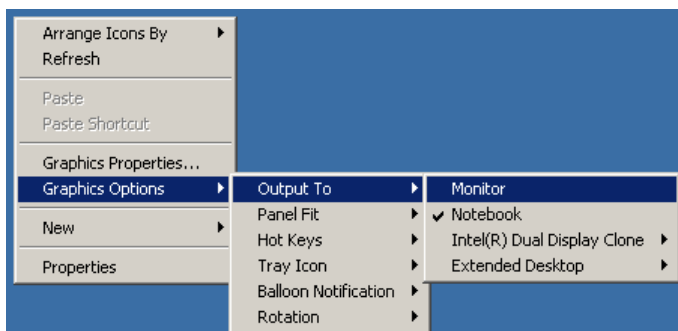 Arrange Icons By
Refresh
Paste
Paste Shortcut
Graphics Properties...
Graphics Options
New
Properties
Output To
Panel Fit
Hot Keys
Tray Icon
Balloon Notification
Rotation
Monitor
Notebook
Intel(R) Dual Display Clone
Extended Desktop